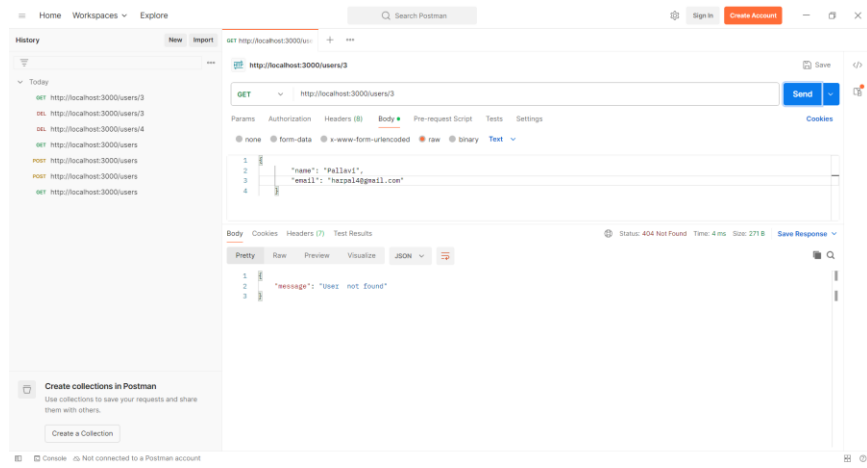 Home Workspaces Explore Search Postman Sign In Create Account
History New Import GET http://localhost:3000/use
http://localhost:3000/users/3 Save
Today
GET http://localhost:3000/users/3
DEL http://localhost:3000/users/3
DEL http://localhost:3000/users/4
GET http://localhost:3000/users
POST http://localhost:3000/users
POST http://localhost:3000/users
GET http://localhost:3000/users
GET http://localhost:3000/users/3 Send
Params Authorization Headers (8) Body Pre-request Script Tests Settings Cookies
none form-data x-www-form-urlencoded raw binary Text
1 {
2 "name": "Pallavi",
3 "email": "harpal4@gmail.com"
4 }
Body Cookies Headers (7) Test Results Status: 404 Not Found Time: 4 ms Size: 271 B Save Response
Pretty Raw Preview Visualize JSON
1 {
2 "message": "User  not found"
3 }
Create collections in Postman
Use collections to save your requests and share
them with others.
Create a Collection
Console Not connected to a Postman account